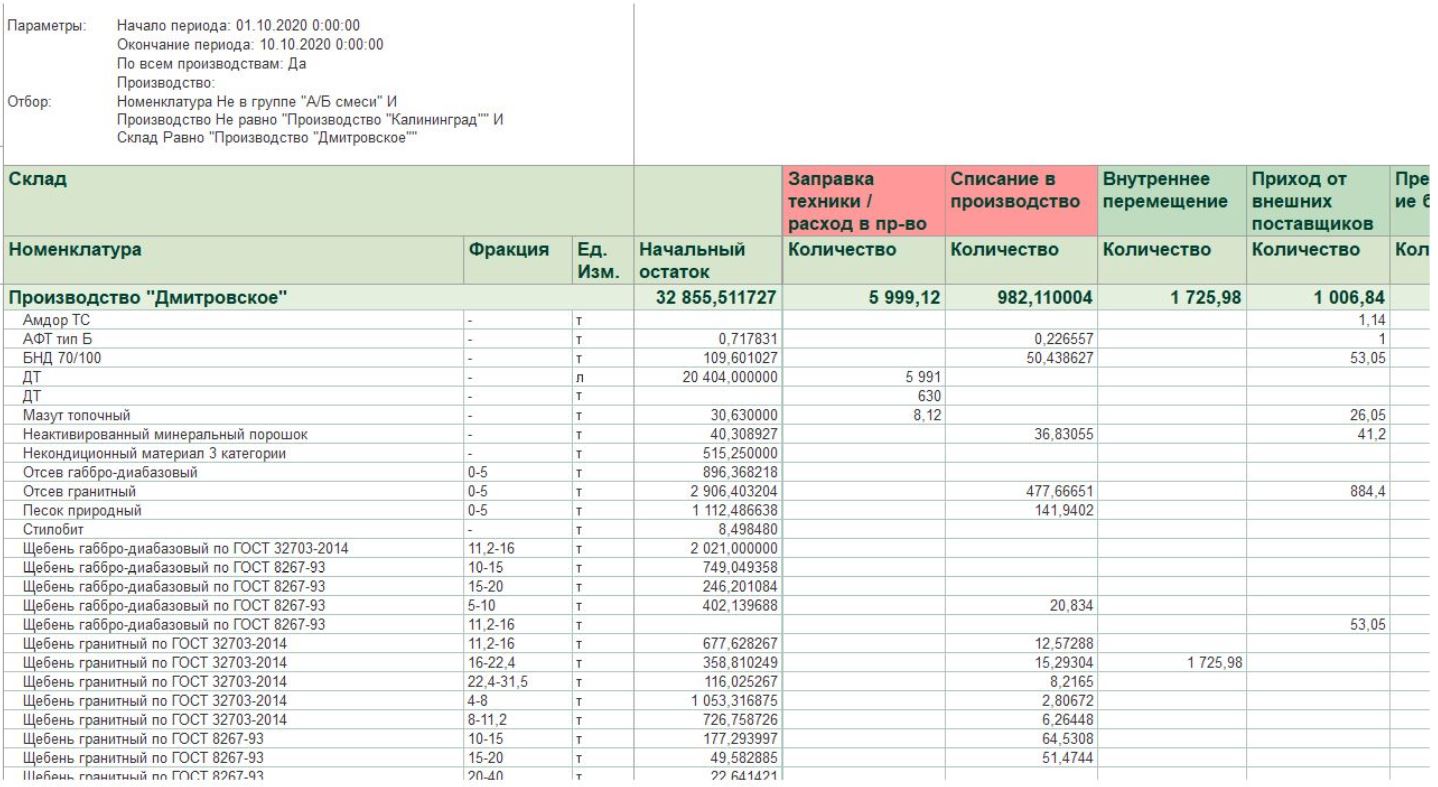 Параметры: Начало периода: 01.10.2020 0:00:00
Окончание периода: 10.10.2020 0:00:00
По всем производствам: Да
Производство:
Отбор: Номенклатура Не в группе "А/Б смеси" И
Производство Не равно "Производство "Калининград"" И
Склад Равно "Производство "Дмитровское""
Склад Заправка техники / расход в пр-во Списание в производство Внутреннее перемещение Приход от внешних поставщиков
Номенклатура Фракция Ед. Изм. Начальный остаток Количество Количество Количество Количество
Производство "Дмитровское" 32 855,511727 5 999,12 982,110004 1 725,98 1 006,84
Амдор ТС - т 1,14
АФТ тип Б - т 0,717831 0,226557 1
БНД 70/100 - т 109,601027 50,438627 53,05
ДТ - л 20 404,000000 5 991
ДТ - т 630
Мазут топочный - т 30,630000 8,12 26,05
Неактивированный минеральный порошок - т 40,308927 36,83055 41,2
Некондиционный материал 3 категории - т 515,250000
Отсев габбро-диабазовый 0-5 т 896,368218
Отсев гранитный 0-5 т 2 906,403204 477,66651 884,4
Песок природный 0-5 т 1 112,486638 141,9402
Стилобит - т 8,498480
Щебень габбро-диабазовый по ГОСТ 32703-2014 11,2-16 т 2 021,000000
Щебень габбро-диабазовый по ГОСТ 8267-93 10-15 т 749,049358
Щебень габбро-диабазовый по ГОСТ 8267-93 15-20 т 246,201084
Щебень габбро-диабазовый по ГОСТ 8267-93 5-10 т 402,139688 20,834
Щебень габбро-диабазовый по ГОСТ 8267-93 11,2-16 т 53,05
Щебень гранитный по ГОСТ 32703-2014 11,2-16 т 677,628267 12,57288
Щебень гранитный по ГОСТ 32703-2014 16-22,4 т 358,810249 15,29304 1 725,98
Щебень гранитный по ГОСТ 32703-2014 22,4-31,5 т 116,025267 8,2165
Щебень гранитный по ГОСТ 32703-2014 4-8 т 1 053,316875 2,80672
Щебень гранитный по ГОСТ 32703-2014 8-11,2 т 726,758726 6,26448
Щебень гранитный по ГОСТ 8267-93 10-15 т 177,293997 64,5308
Щебень гранитный по ГОСТ 8267-93 15-20 т 49,582885 51,4744
Щебень гранитный по ГОСТ 8267-93 20-40 т 22,641421